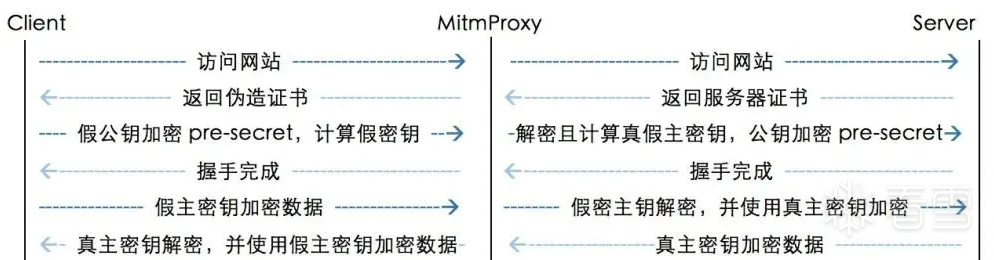 Client MitmProxy Server
访问网站 访问网站
返回伪造证书 返回服务器证书
假公钥加密 pre-secret，计算假密钥 解密且计算真假主密钥，公钥加密 pre-secret
握手完成 握手完成
假主密钥加密数据 假密主钥解密，并使用真主密钥加密
真主密钥解密，并使用假主密钥加密数据 真主密钥加密数据
看雪